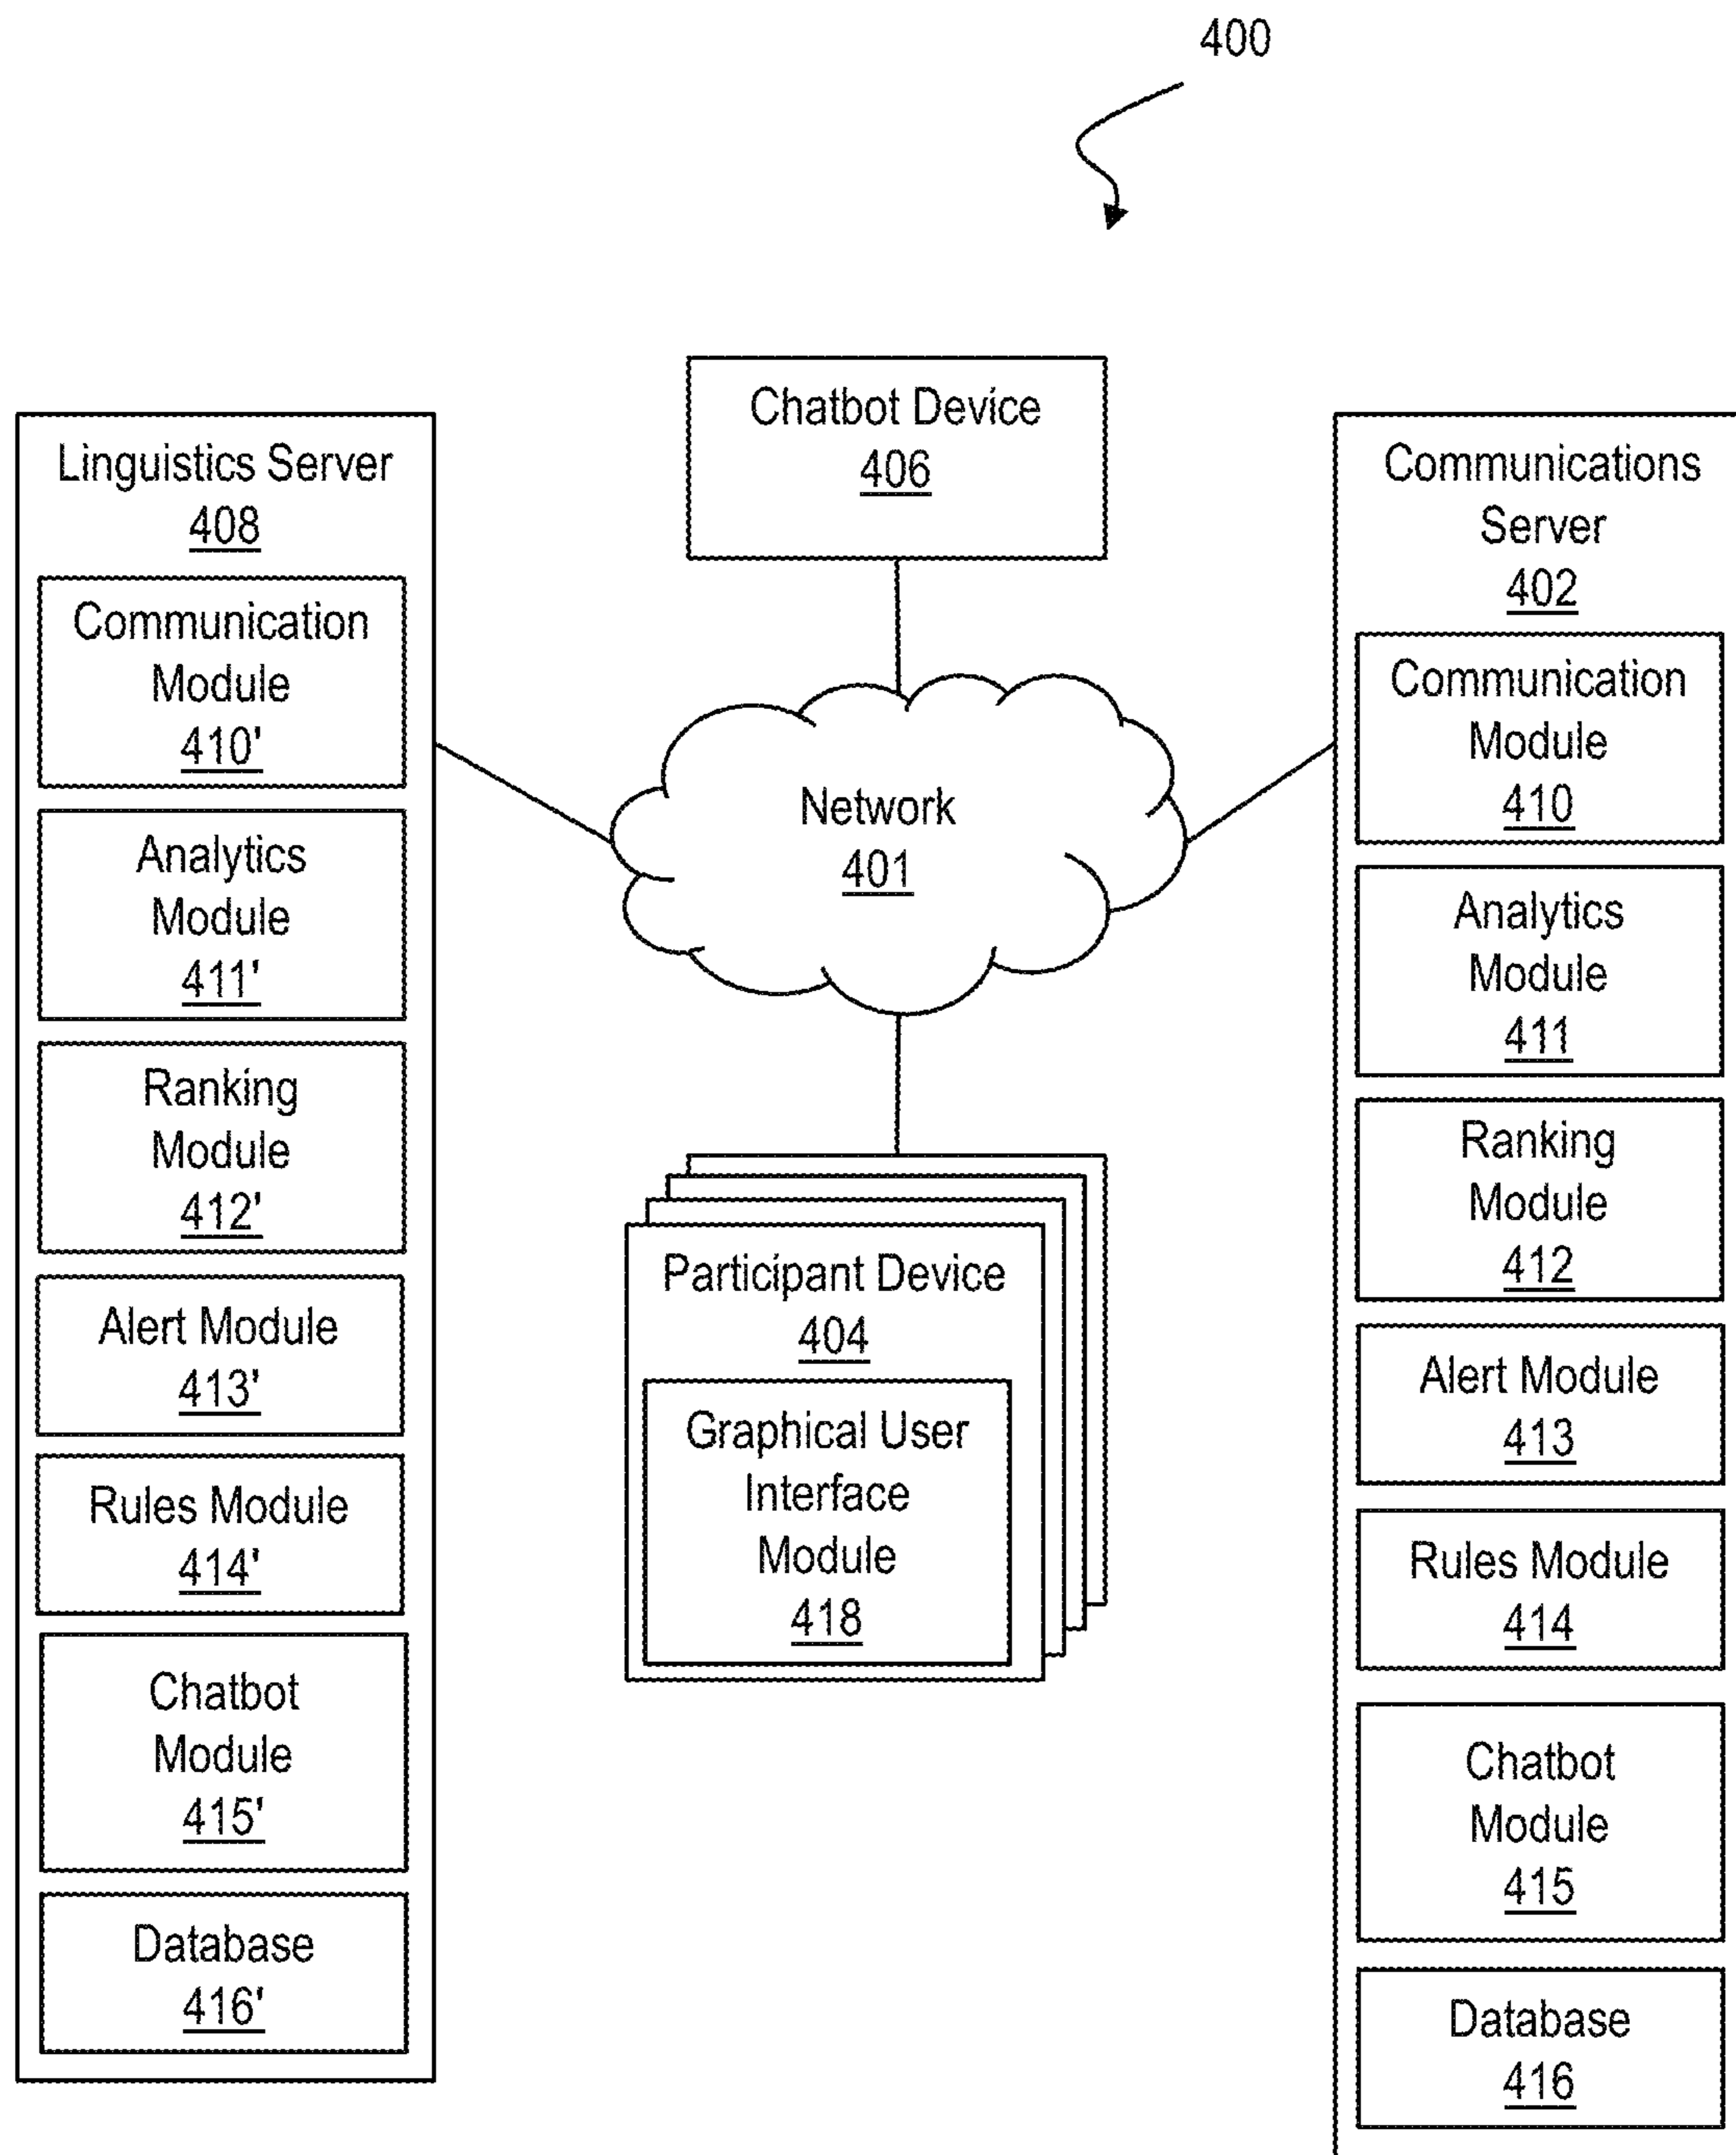 400
Linguistics Server
408
Communication
Module
410'
Analytics
Module
411'
Ranking
Module
412'
Alert Module
413'
Rules Module
414'
Chatbot
Module
415'
Database
416'
Chatbot Device
406
Network
401
Participant Device
404
Graphical User
Interface
Module
418
Communications
Server
402
Communication
Module
410
Analytics
Module
411
Ranking
Module
412
Alert Module
413
Rules Module
414
Chatbot
Module
415
Database
416